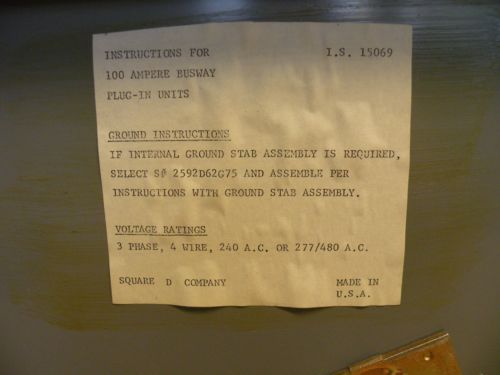 INSTRUCTIONS FOR I.S. 15069
100 AMPERE BUSWAY
PLUG-IN UNITS
GROUND INSTRUCTIONS
IF INTERNAL GROUND STAB ASSEMBLY IS REQUIRED,
SELECT S# 2592D62G75 AND ASSEMBLE PER
INSTRUCTIONS WITH GROUND STAB ASSEMBLY.
VOLTAGE RATINGS
3 PHASE, 4 WIRE, 240 A.C. OR 277/480 A.C.
SQUARE D COMPANY MADE IN
U.S.A.